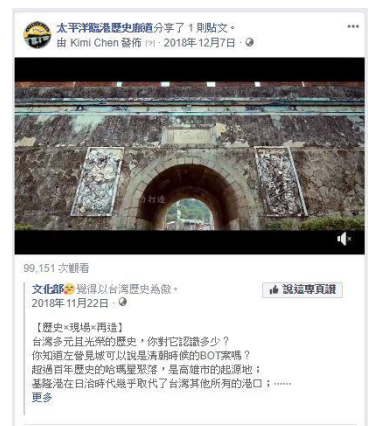 太平洋臨港歷史廊道分享了 1 則貼文。
由 Kimi Chen 發佈 [?] · 2018年12月7日 ·
力打造
99,151 次觀看
文化部覺得以台灣歷史為傲。
說這專頁讚
2018年11月22日 ·
【歷史×現場×再造】
台灣多元且光榮的歷史，你對它認識多少？
你知道左營見城可以說是清朝時候的BOT案嗎？
超過百年歷史的哈瑪星聚落，是高雄市的起源地；
基隆港在日治時代幾乎取代了台灣其他所有的港口；……
更多